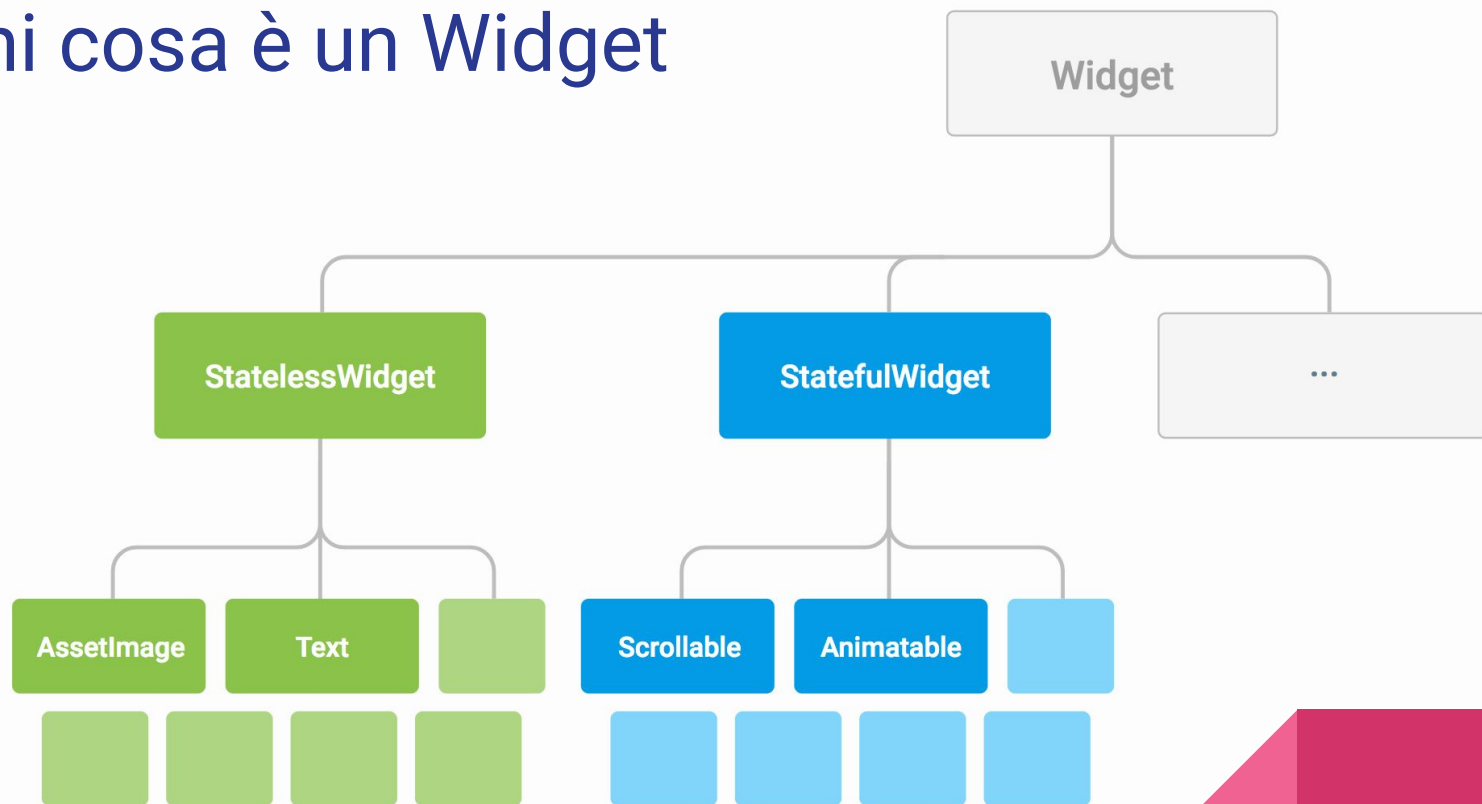 ni cosa è un Widget
Widget
StatelessWidget
StatefulWidget
...
AssetImage
Text
Scrollable
Animatable